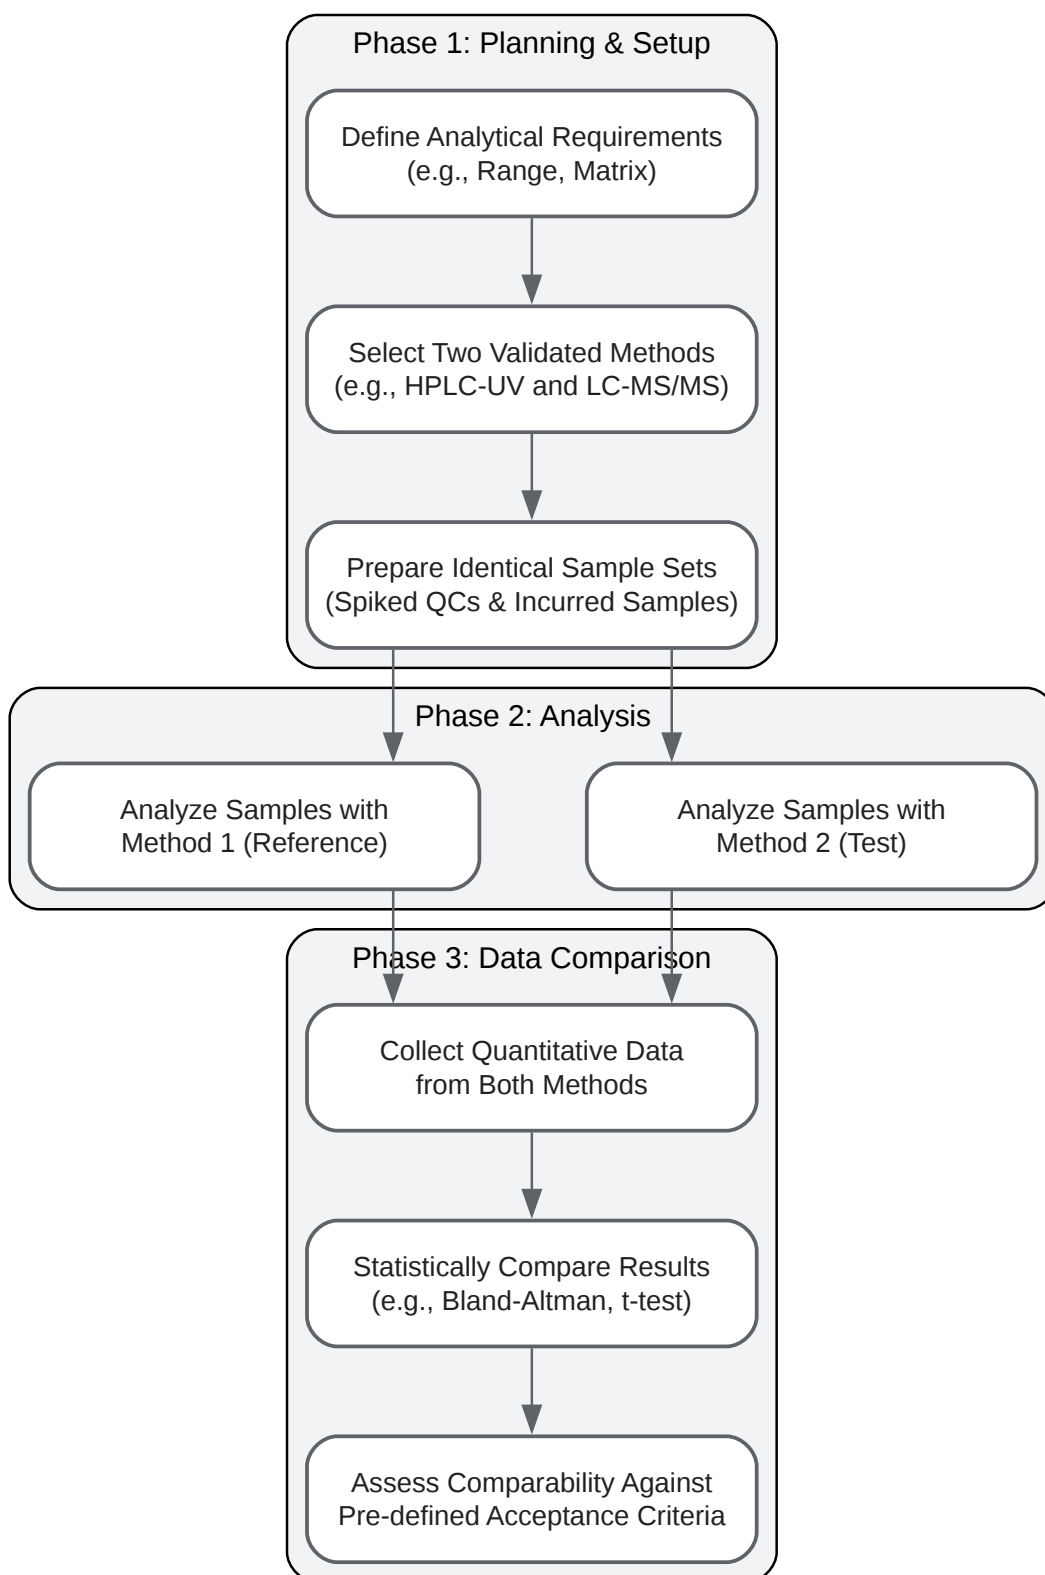 Phase 1: Planning & Setup
Define Analytical Requirements
(e.g., Range, Matrix)
Select Two Validated Methods
(e.g., HPLC-UV and LC-MS/MS)
Prepare Identical Sample Sets
(Spiked QCs & Incurred Samples)
Phase 2: Analysis
Analyze Samples with
Method 1 (Reference)
Analyze Samples with
Method 2 (Test)
Phase 3: Data Comparison
Collect Quantitative Data
from Both Methods
Statistically Compare Results
(e.g., Bland-Altman, t-test)
Assess Comparability Against
Pre-defined Acceptance Criteria